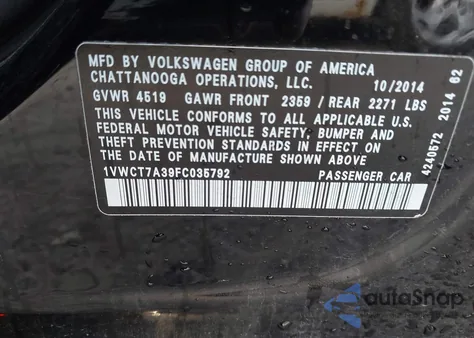 MFD BY VOLKSWAGEN GROUP OF AMERICA
CHATTANOOGA OPERATIONS, LLC. 10/2014
GVWR 4519 GAWR FRONT 2359 / REAR 2271 LBS
THIS VEHICLE CONFORMS TO ALL APPLICABLE U.S.
FEDERAL MOTOR VEHICLE SAFETY, BUMPER AND
THEFT PREVENTION STANDARDS IN EFFECT ON
THE DATE OF MANUFACTURE SHOWN ABOVE.
1VWCT7A39FC035792 PASSENGER CAR
4240572 2014 62
autoSnap